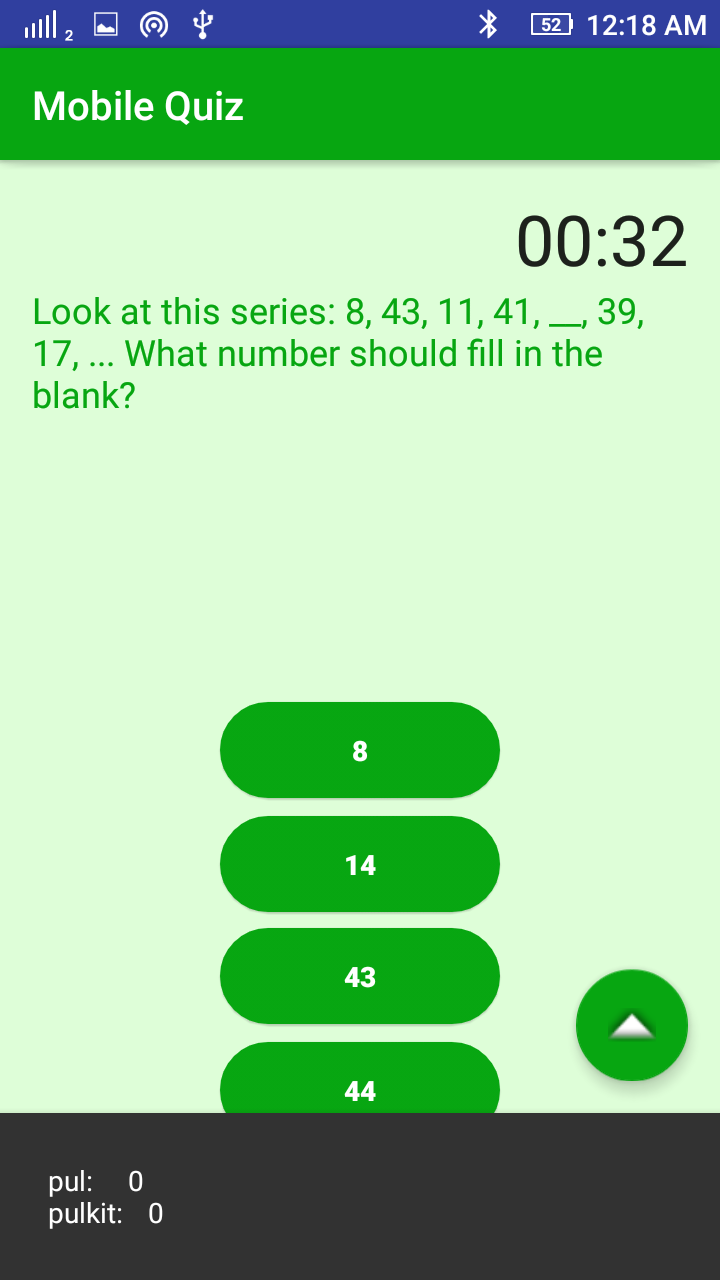 2 52 12:18 AM
Mobile Quiz
00:32
Look at this series: 8, 43, 11, 41, __, 39,
17, ... What number should fill in the
blank?
8
14
43
44
pul: 0
pulkit: 0